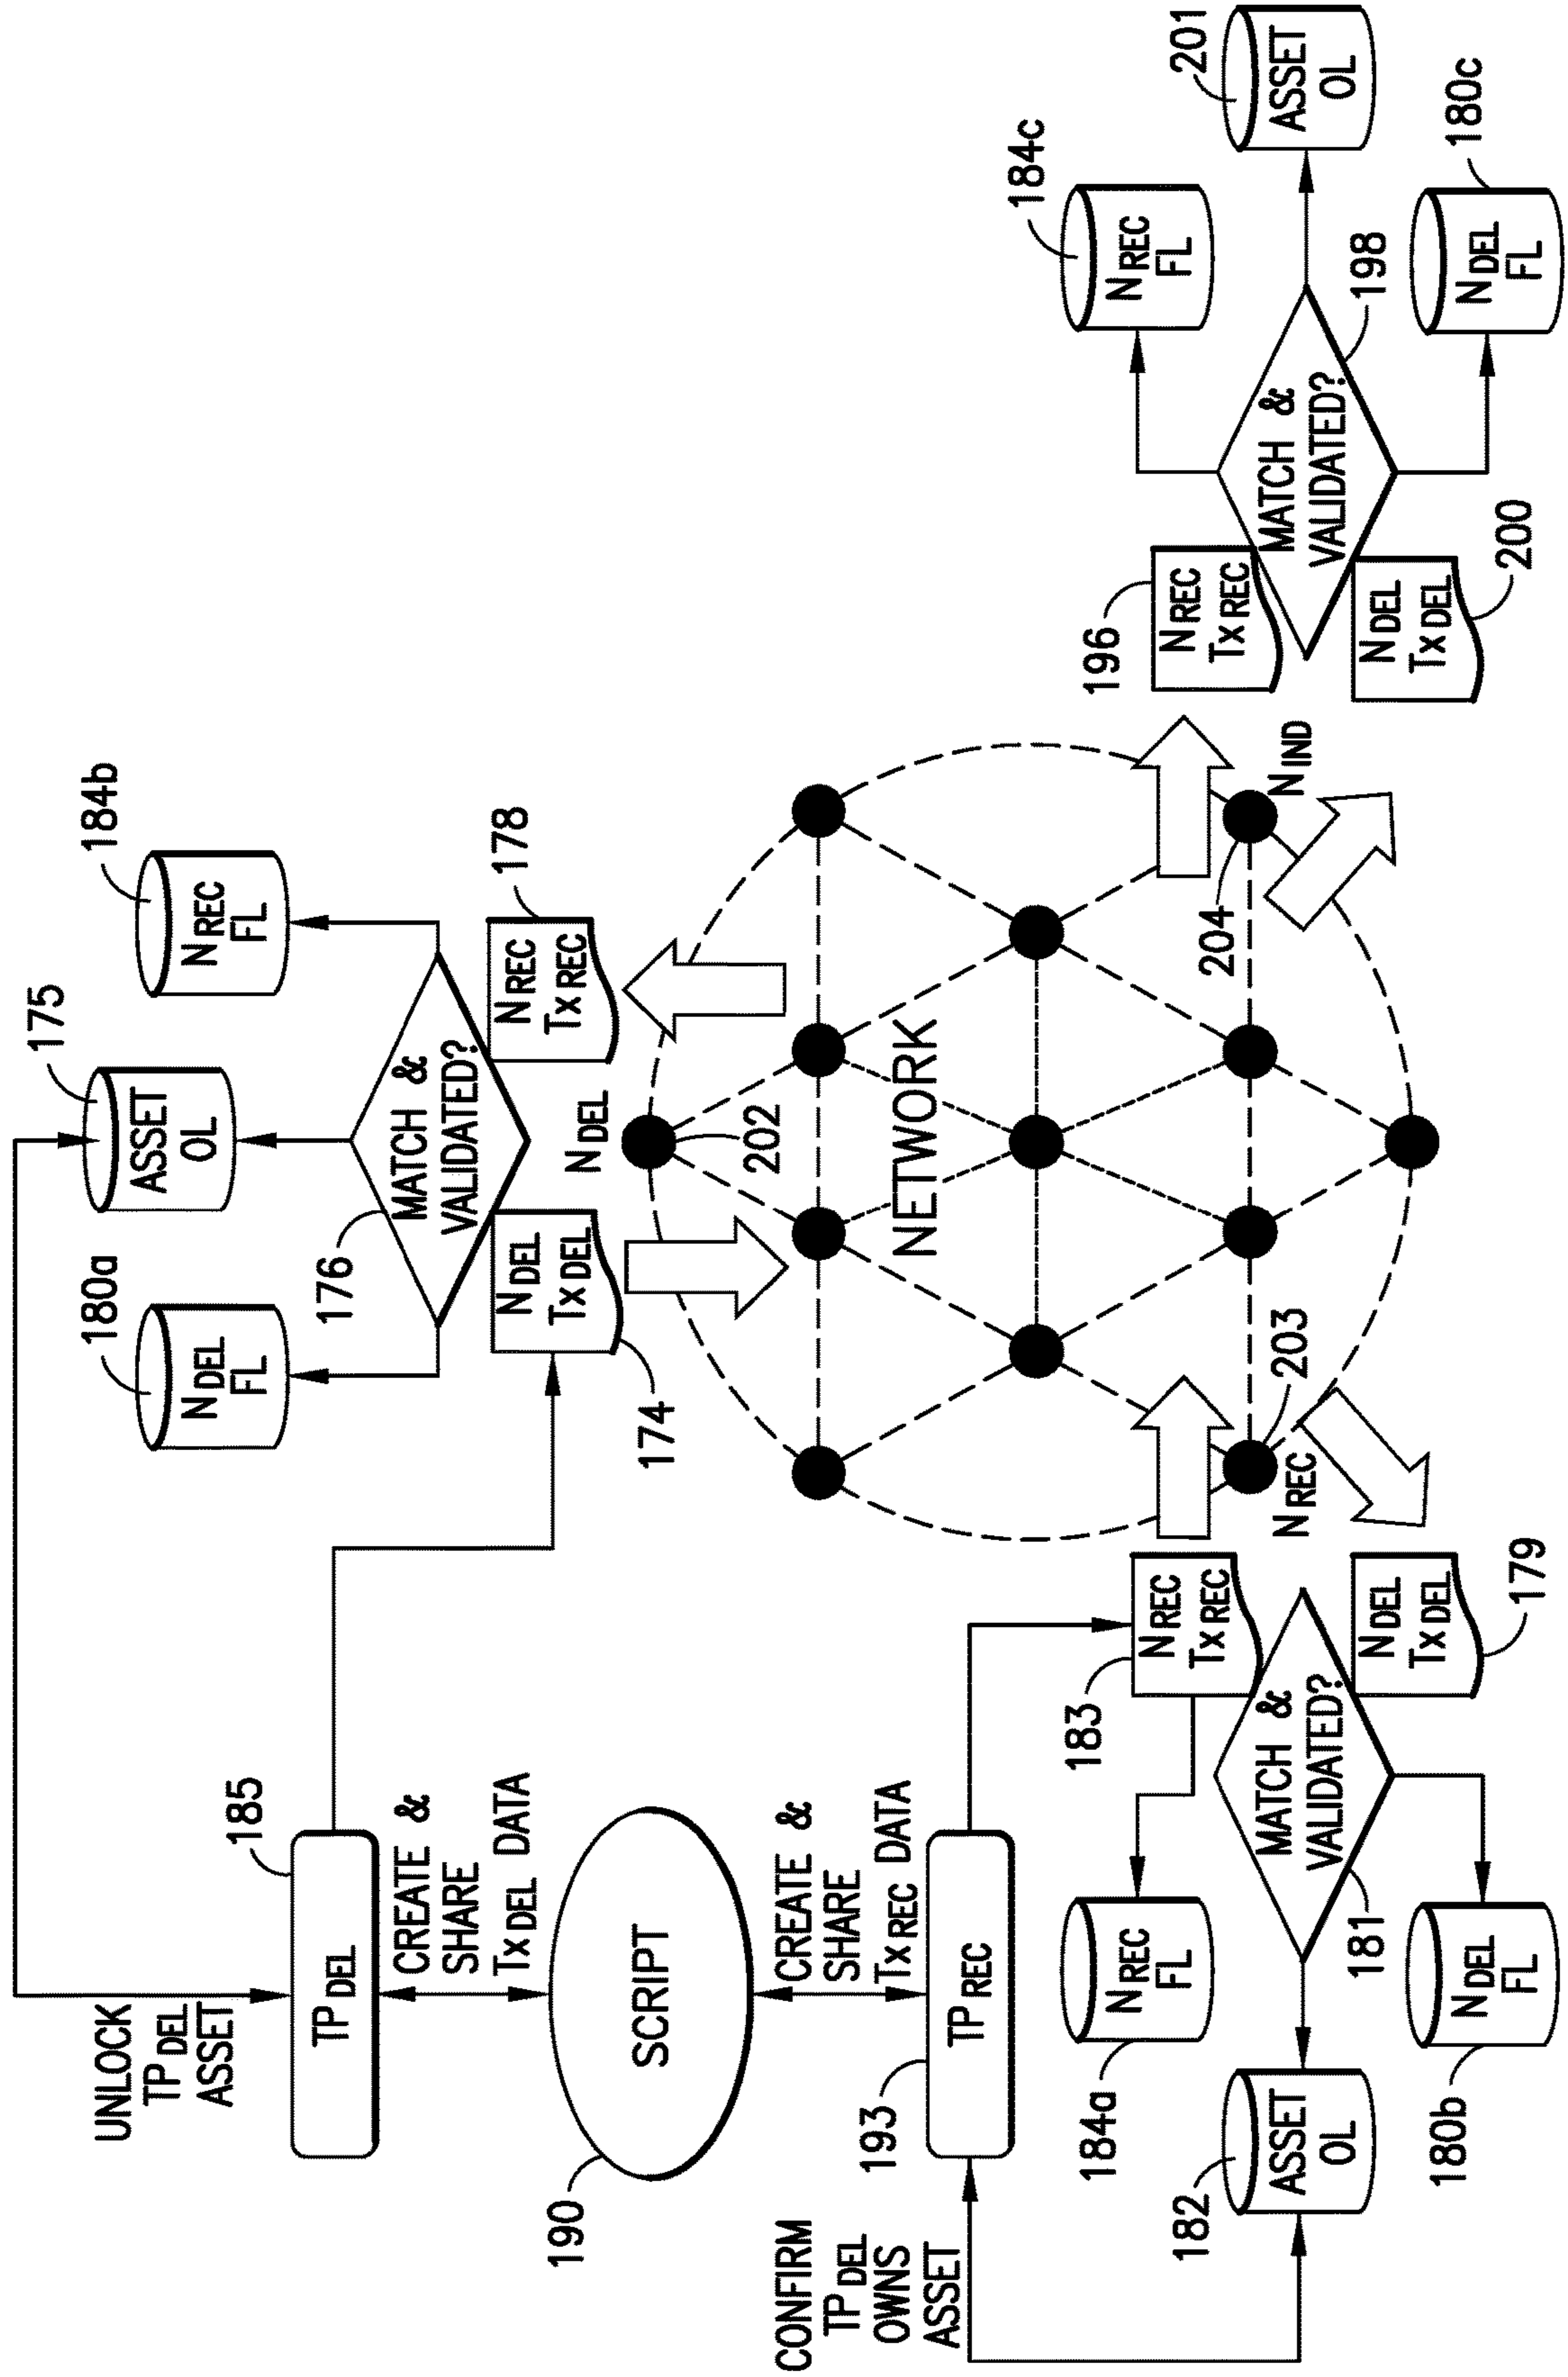 UNLOCK
TP DEL
ASSET
185
TP DEL
CREATE &
SHARE
Tx DEL DATA
190
SCRIPT
CREATE &
SHARE
Tx REC DATA
193
TP REC
CONFIRM
TP DEL
OWNS
ASSET
180a
N DEL
FL
175
ASSET
OL
184b
N REC
FL
176
MATCH &
VALIDATED?
174
N DEL
Tx DEL
178
N REC
Tx REC
N DEL
202
NETWORK
203
N REC
204
N IND
183
N REC
Tx REC
184a
N REC
FL
182
ASSET
OL
181
MATCH &
VALIDATED?
N DEL
Tx DEL
179
180b
N DEL
FL
196
N REC
Tx REC
N DEL
Tx DEL
200
MATCH &
VALIDATED?
198
184c
N REC
FL
201
ASSET
OL
180c
N DEL
FL